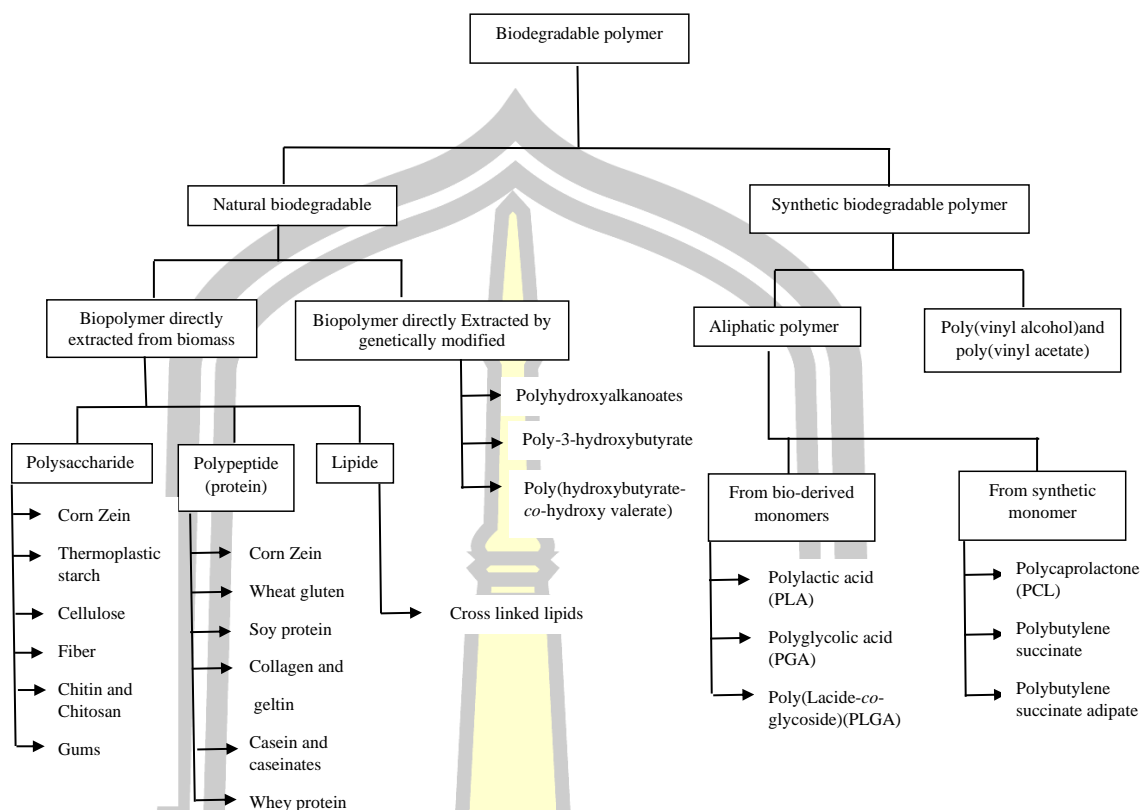 Biodegradable polymer
Natural biodegradable
Synthetic biodegradable polymer
Biopolymer directly
extracted from biomass
Biopolymer directly Extracted by
genetically modified
Aliphatic polymer
Poly(vinyl alcohol)and
poly(vinyl acetate)
Polyhydroxyalkanoates
Poly-3-hydroxybutyrate
Poly(hydroxybutyrate-
co-hydroxy valerate)
Polysaccharide
Polypeptide
(protein)
Lipide
From bio-derived
monomers
From synthetic
monomer
Corn Zein
Thermoplastic
starch
Cellulose
Fiber
Chitin and
Chitosan
Gums
Corn Zein
Wheat gluten
Soy protein
Collagen and
geltin
Casein and
caseinates
Whey protein
Cross linked lipids
Polylactic acid
(PLA)
Polyglycolic acid
(PGA)
Poly(Lacide-co-
glycoside)(PLGA)
Polycaprolactone
(PCL)
Polybutylene
succinate
Polybutylene
succinate adipate